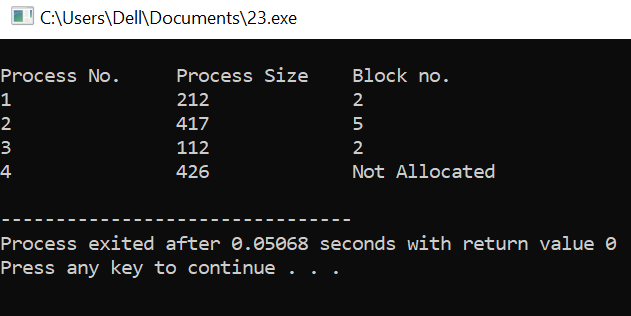 C:\Users\Dell\Documents\23.exe
Process No. Process Size Block no.
1 212 2
2 417 5
3 112 2
4 426 Not Allocated
--------------------------------
Process exited after 0.05068 seconds with return value 0
Press any key to continue . . .